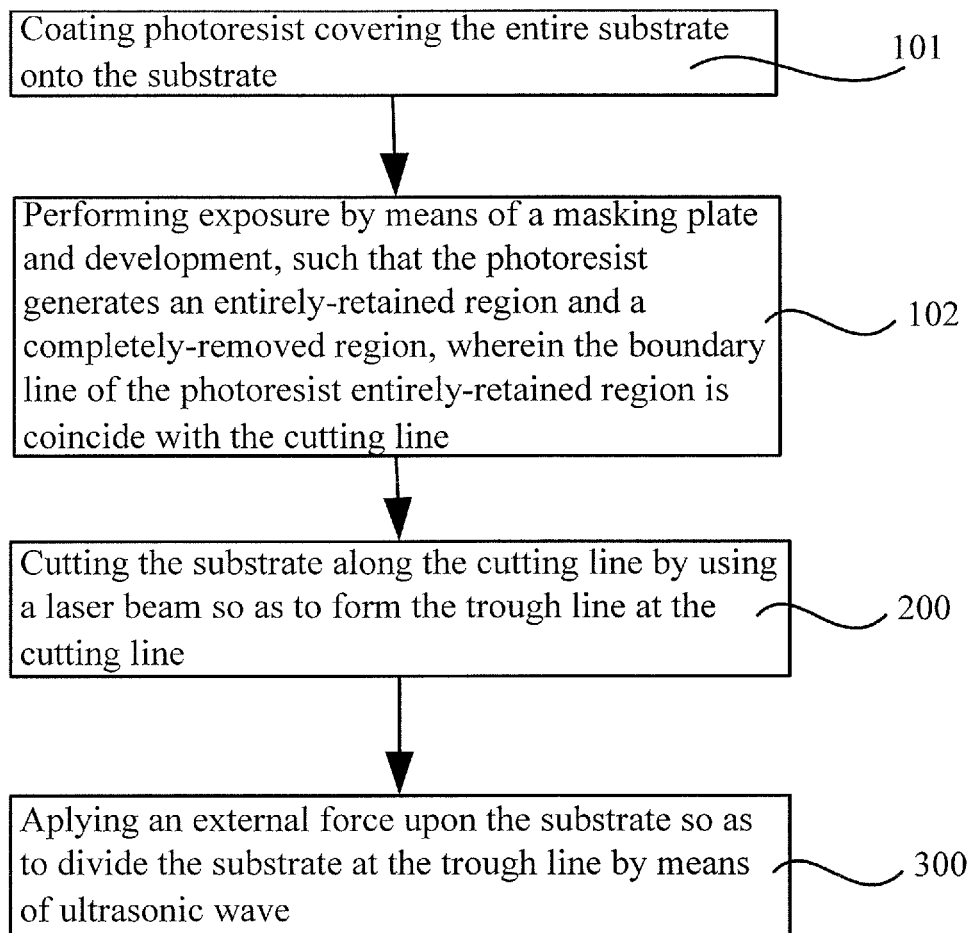 Coating photoresist covering the entire substrate
onto the substrate
101
Performing exposure by means of a masking plate
and development, such that the photoresist
generates an entirely-retained region and a
completely-removed region, wherein the boundary
line of the photoresist entirely-retained region is
coincide with the cutting line
102
Cutting the substrate along the cutting line by using
a laser beam so as to form the trough line at the
cutting line
200
Aplying an external force upon the substrate so as
to divide the substrate at the trough line by means
of ultrasonic wave
300